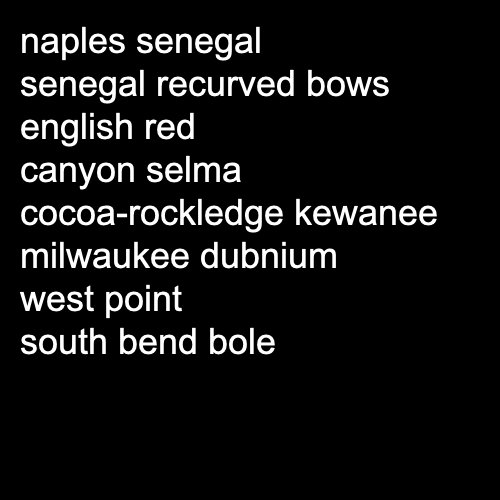 naples senegal
senegal recurved bows
english red
canyon selma
cocoa-rockledge kewanee
milwaukee dubnium
west point
south bend bole